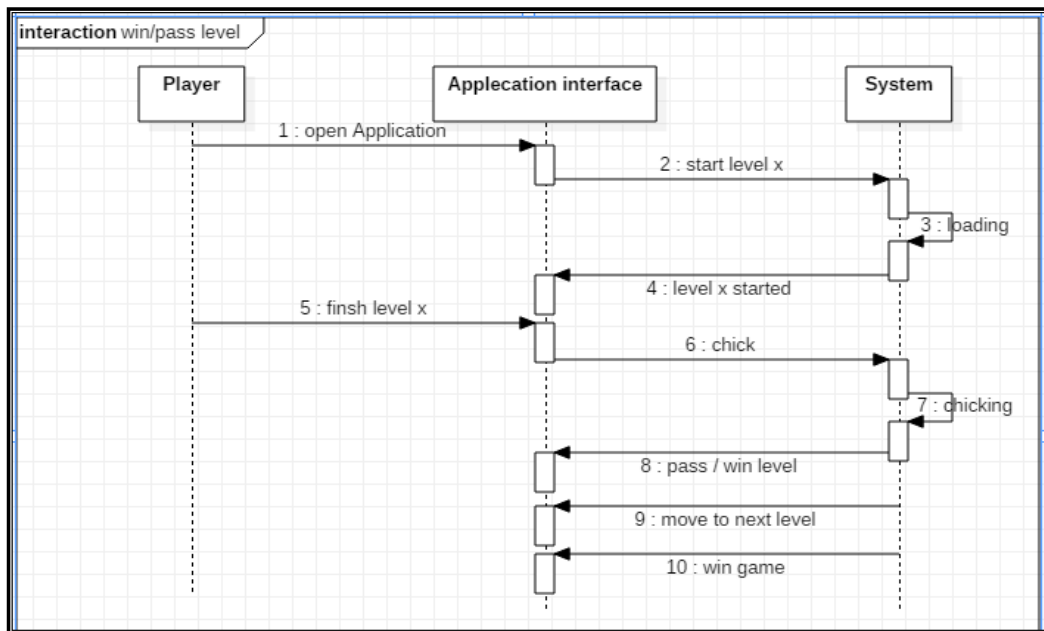 interaction win/pass level
Player
Applecation interface
System
1 : open Application
2 : start level x
3 : loading
4 : level x started
5 : finsh level x
6 : chick
7 : chicking
8 : pass / win level
9 : move to next level
10 : win game